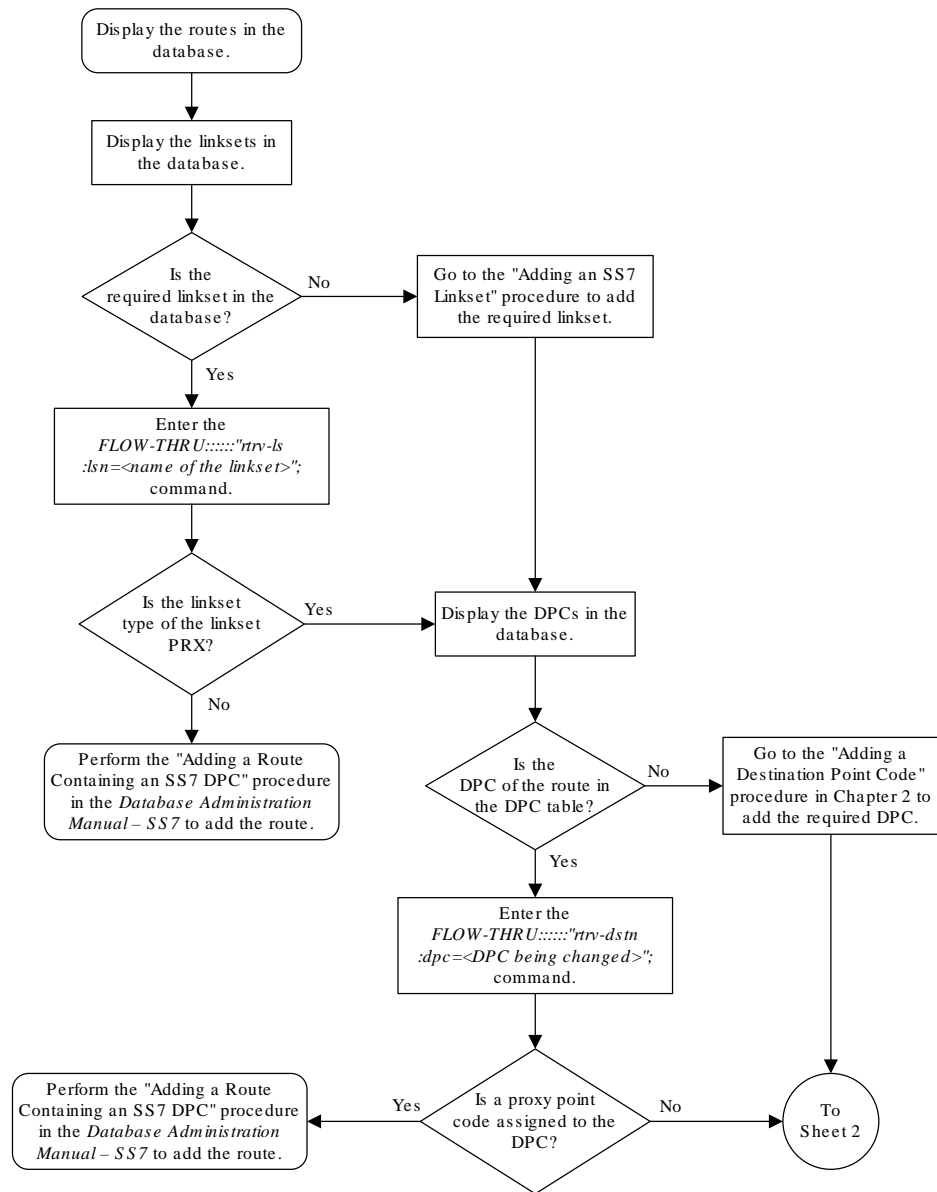 Display the routes in the
database.
Display the linksets in
the database.
Is the
required linkset in the
database?
No
Go to the "Adding an SS7
Linkset" procedure to add
the required linkset.
Yes
Enter the
FLOW-THRU::::::"rtrv-ls
:lsn=<name of the linkset>";
command.
Is the linkset
type of the linkset
PRX?
Yes
Display the DPCs in the
database.
No
Perform the "Adding a Route
Containing an SS7 DPC" procedure
in the Database Administration
Manual – SS7 to add the route.
Is the
DPC of the route in
the DPC table?
No
Go to the "Adding a
Destination Point Code"
procedure in Chapter 2 to
add the required DPC.
Yes
Enter the
FLOW-THRU::::::"rtrv-dstn
:dpc=<DPC being changed>";
command.
Perform the "Adding a Route
Containing an SS7 DPC" procedure
in the Database Administration
Manual – SS7 to add the route.
Yes
Is a proxy point
code assigned to the
DPC?
No
To
Sheet 2